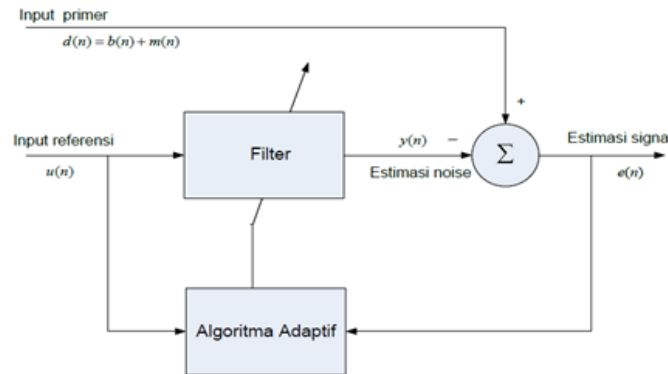 Input primer
d(n) = b(n) + m(n)
+
Input referensi
u(n)
Filter
y(n) −
Estimasi noise
Σ
Estimasi signa
e(n)
Algoritma Adaptif